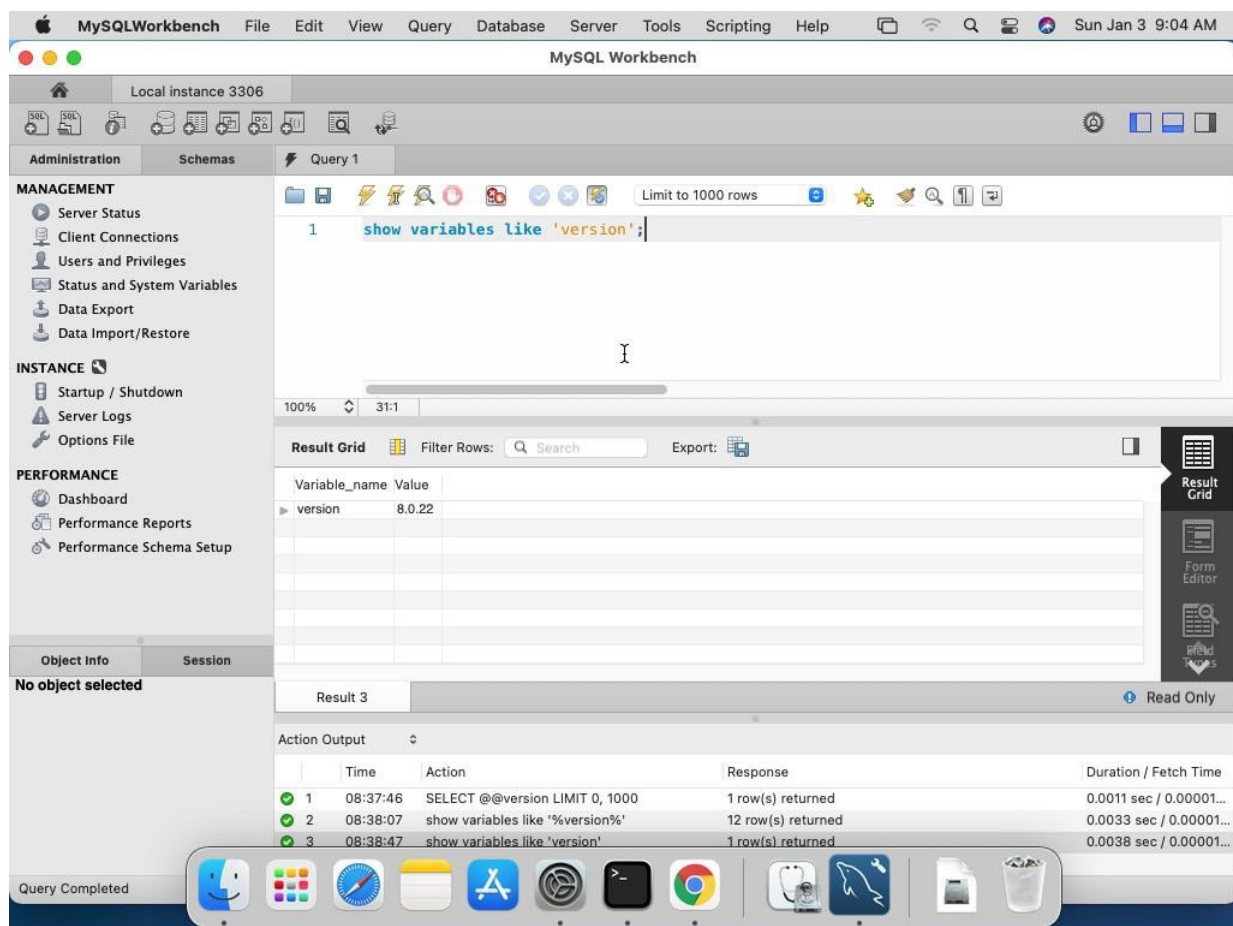 MySQLWorkbench File Edit View Query Database Server Tools Scripting Help Sun Jan 3 9:04 AM
MySQL Workbench
Local instance 3306
SQL SQL
Administration Schemas Query 1
MANAGEMENT
Server Status
Client Connections
Users and Privileges
Status and System Variables
Data Export
Data Import/Restore
INSTANCE
Startup / Shutdown
Server Logs
Options File
PERFORMANCE
Dashboard
Performance Reports
Performance Schema Setup
Object Info Session
No object selected
Limit to 1000 rows
1 show variables like 'version';
100% 31:1
Result Grid Filter Rows: Search Export:
Variable_name Value
version 8.0.22
Result
Grid
Form
Editor
Field
Types
Result 3 Read Only
Action Output
Time Action Response Duration / Fetch Time
1 08:37:46 SELECT @@version LIMIT 0, 1000 1 row(s) returned 0.0011 sec / 0.00001...
2 08:38:07 show variables like '%version%' 12 row(s) returned 0.0033 sec / 0.00001...
3 08:38:47 show variables like 'version' 1 row(s) returned 0.0038 sec / 0.00001...
Query Completed